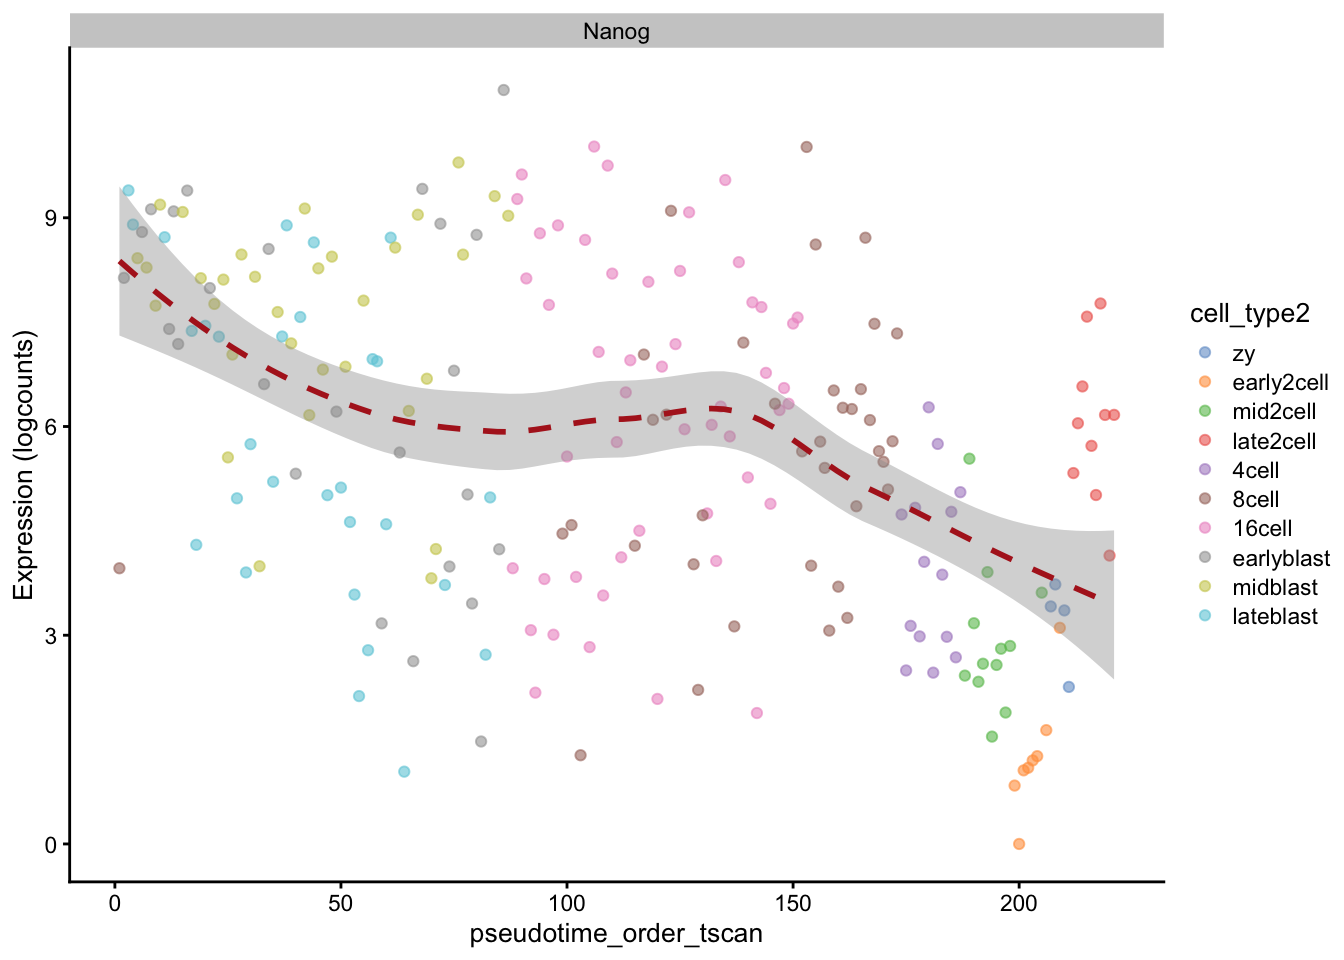 Nanog
Expression (logcounts)
9
6
3
0
0
50
100
150
200
pseudotime_order_tscan
cell_type2
zy
early2cell
mid2cell
late2cell
4cell
8cell
16cell
earlyblast
midblast
lateblast